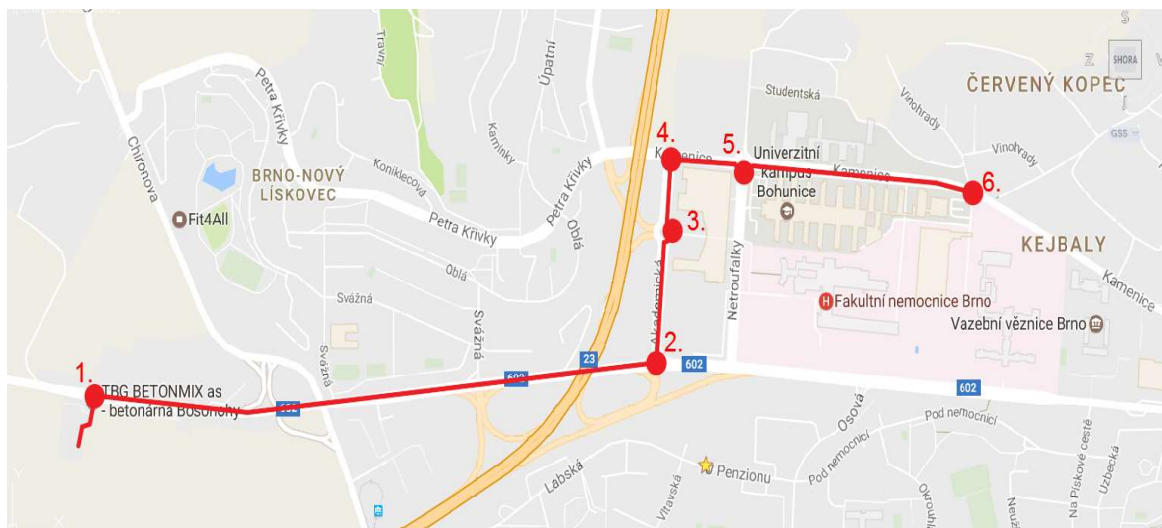 SHORA
Z
S
V
ČERVENÝ KOPEC
GSS
Travní
Úpatní
Studentská
Vinohrady
Vinohrady
Petra Křivky
Kamínky
Chironova
BRNO-NOVÝ
LÍSKOVEC
Koniklecová
Petra Křivky
4.
Kamenice
5.
Univerzitní
kampus
Bohunice
Kamenice
6.
Fit4All
Petra Křivky
Oblá
3.
KEJBALY
Oblá
Svážná
Akademická
Netroufalky
Fakultní nemocnice Brno
Kamenice
Vazební věznice Brno
Svážná
Svážná
23
2.
602
602
602
1.
TBG BETONMIX as
- betonárna Bosonohy
Osová
Pod nemocnicí
Pod nemocnicí
Labská
Vltavská
Penzionu
Na Pískové cestě
Uzbecká